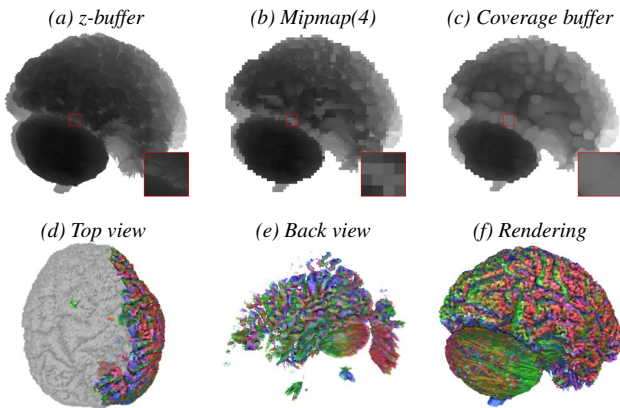 (a) z-buffer
(b) Mipmap(4)
(c) Coverage buffer
(d) Top view
(e) Back view
(f) Rendering